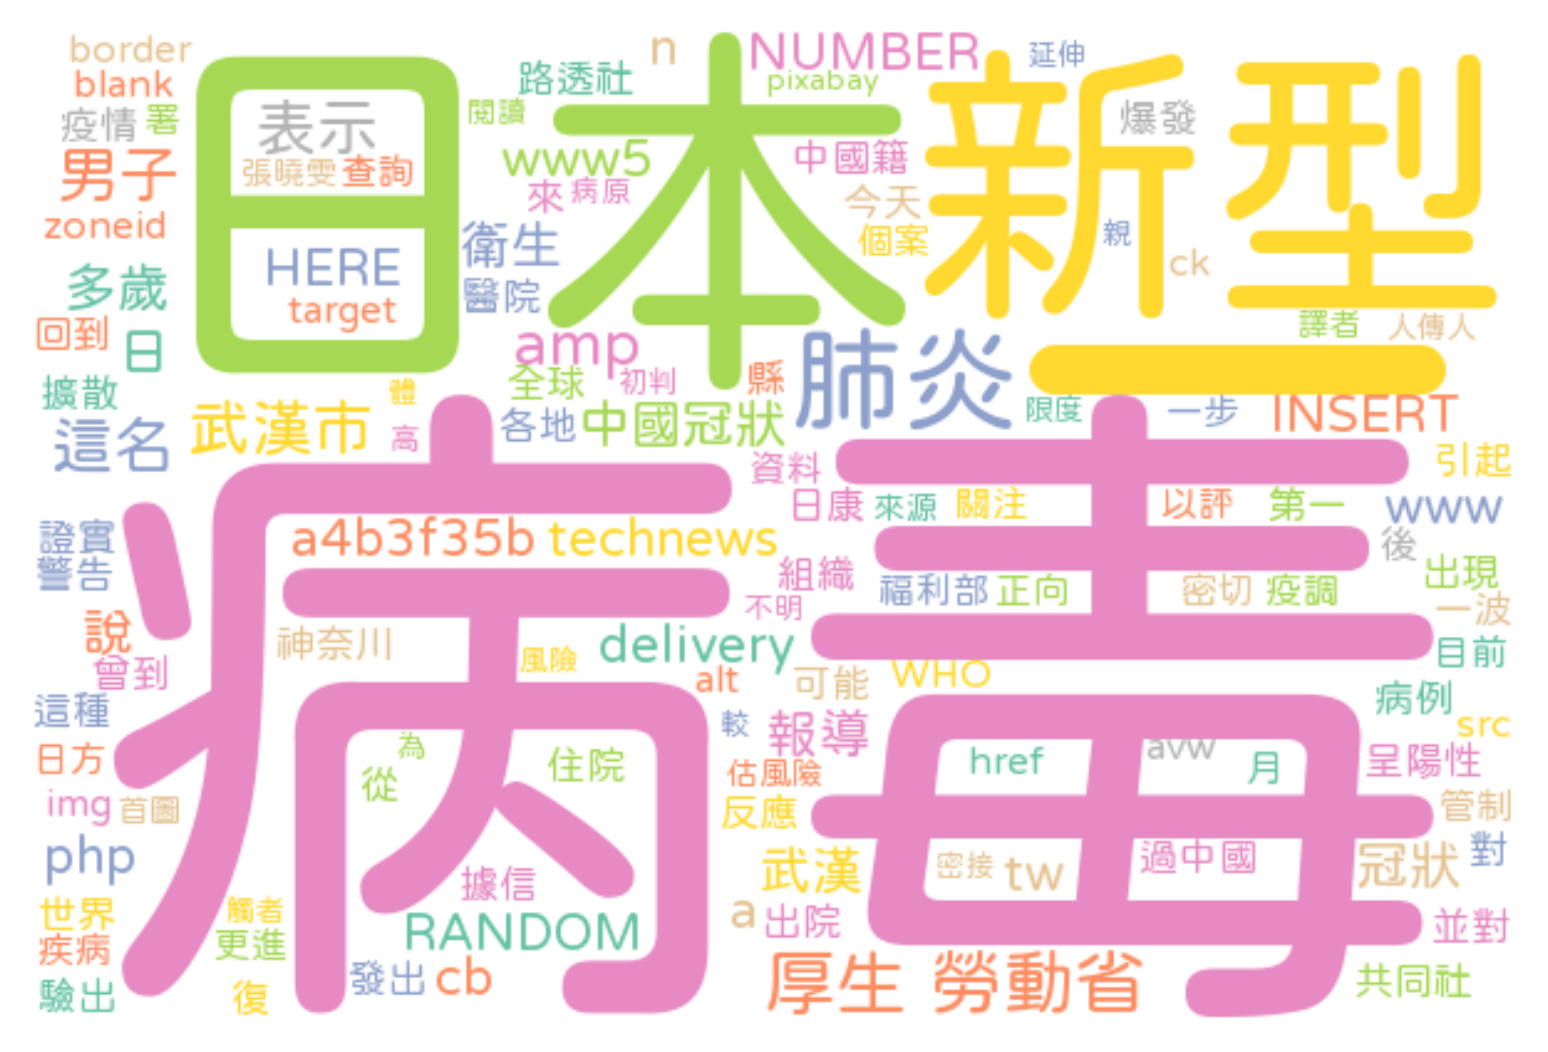 border
blank
疫情
署
男子
zoneid
多歲
回到
日
擴散
這名
日本
表示
張曉雯
查詢
HERE
target
n
NUMBER
延伸
路透社
pixabay
閱讀
www5
中國籍
來
病原
今天
衛生
個案
醫院
新型
爆發
親
ck
譯者
人傳人
amp
肺炎
一
全球
初判
縣
體
武漢市
高
各地
中國冠狀
限度
一步
INSERT
病毒
資料
引起
日康
來源
關注
以評
第一
www
後
證實
警告
a4b3f35b
technews
組織
福利部
正向
密切
疫調
出現
一波
不明
說
曾到
神奈川
風險
delivery
目前
alt
可能
WHO
病例
這種
較
報導
src
日方
為
從
住院
估風險
href
avw
月
呈陽性
img
首圖
反應
管制
php
武漢
密接
tw
過中國
冠狀
對
據信
世界
觸者
a
出院
並對
疾病
更進
RANDOM
驗出
復
發出
cb
厚生
勞動省
共同社